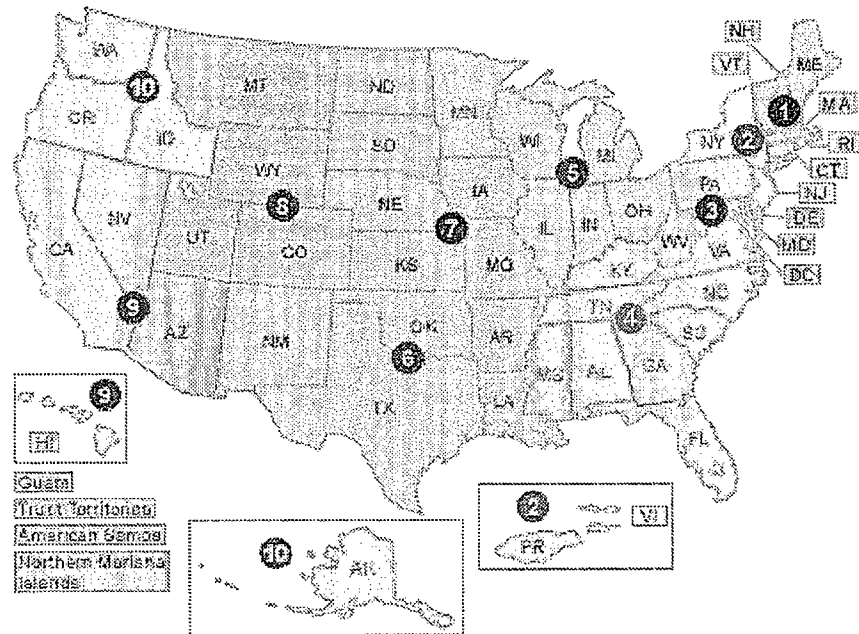 NH
VT
ME
WA
MT
ND
MN
10
1
MA
OR
ID
SD
WI
MI
NY
2
RI
CT
WY
5
PA
NJ
8
NE
IA
3
DE
NV
UT
7
IL
IN
OH
WV
VA
MD
CA
CO
KS
MO
KY
DC
9
NC
TN
4
AZ
NM
OK
AR
SC
6
MS
AL
GA
TX
LA
9
FL
HI
Guam
Trust Territories
American Samoa
Northern Mariana
Islands
2
VI
PR
10
AK